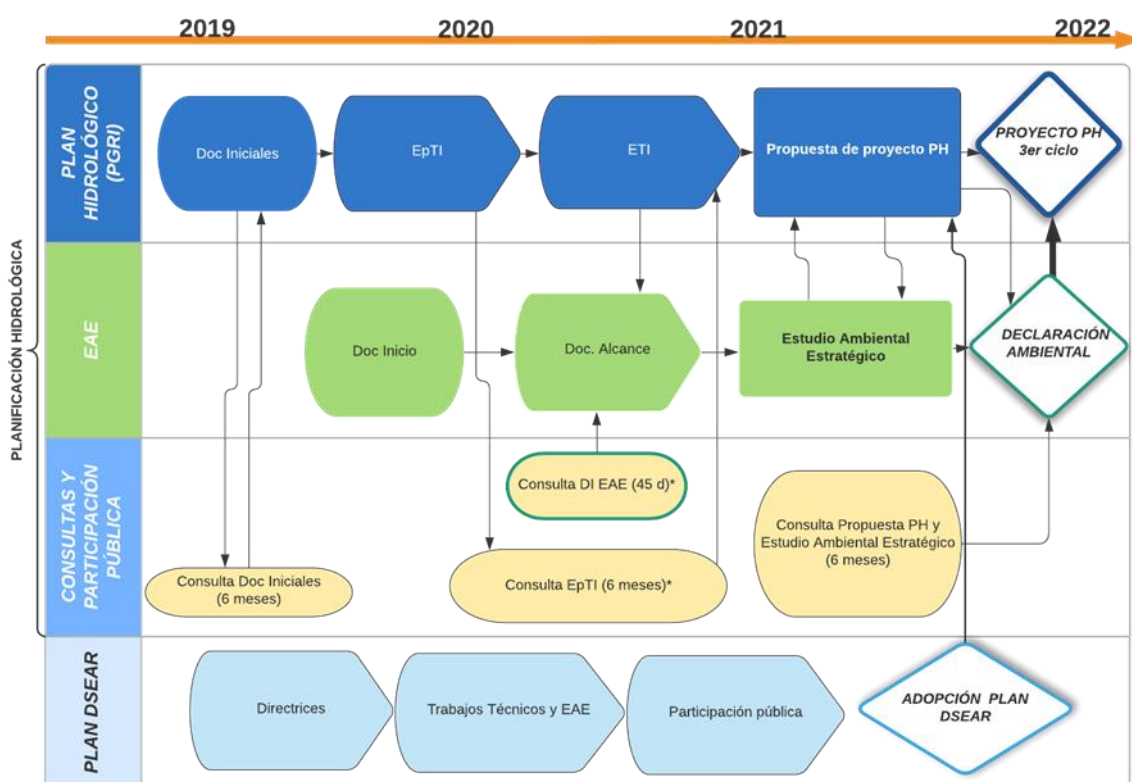 2019
2020
2021
2022
PLANIFICACIÓN HIDROLÓGICA
PLAN
HIDROLÓGICO
(PGRI)
Doc Iniciales
EpTI
ETI
Propuesta de proyecto PH
PROYECTO PH
3er ciclo
EAE
Doc Inicio
Doc. Alcance
Estudio Ambiental
Estratégico
DECLARACIÓN
AMBIENTAL
CONSULTAS Y
PARTICIPACIÓN
PÚBLICA
Consulta DI EAE (45 d)*
Consulta Doc Iniciales
(6 meses)
Consulta EpTI (6 meses)*
Consulta Propuesta PH y
Estudio Ambiental Estratégico
(6 meses)
PLAN DSEAR
Directrices
Trabajos Técnicos y EAE
Participación pública
ADOPCIÓN PLAN
DSEAR